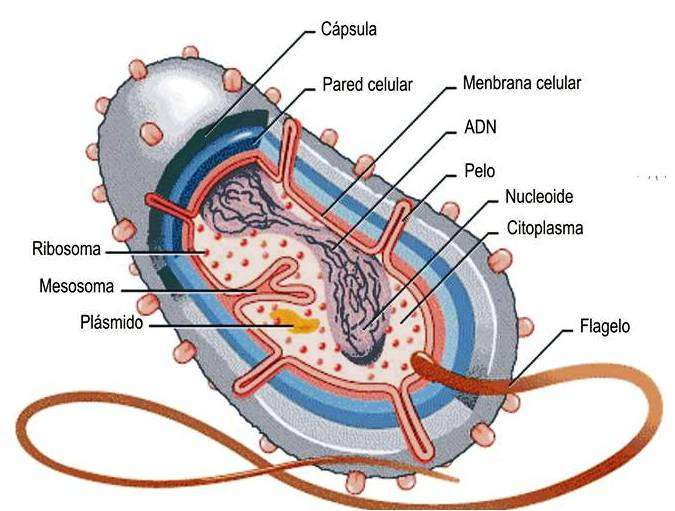 Cápsula
Pared celular
Menbrana celular
ADN
Pelo
Nucleoide
Citoplasma
Ribosoma
Mesosoma
Plásmido
Flagelo